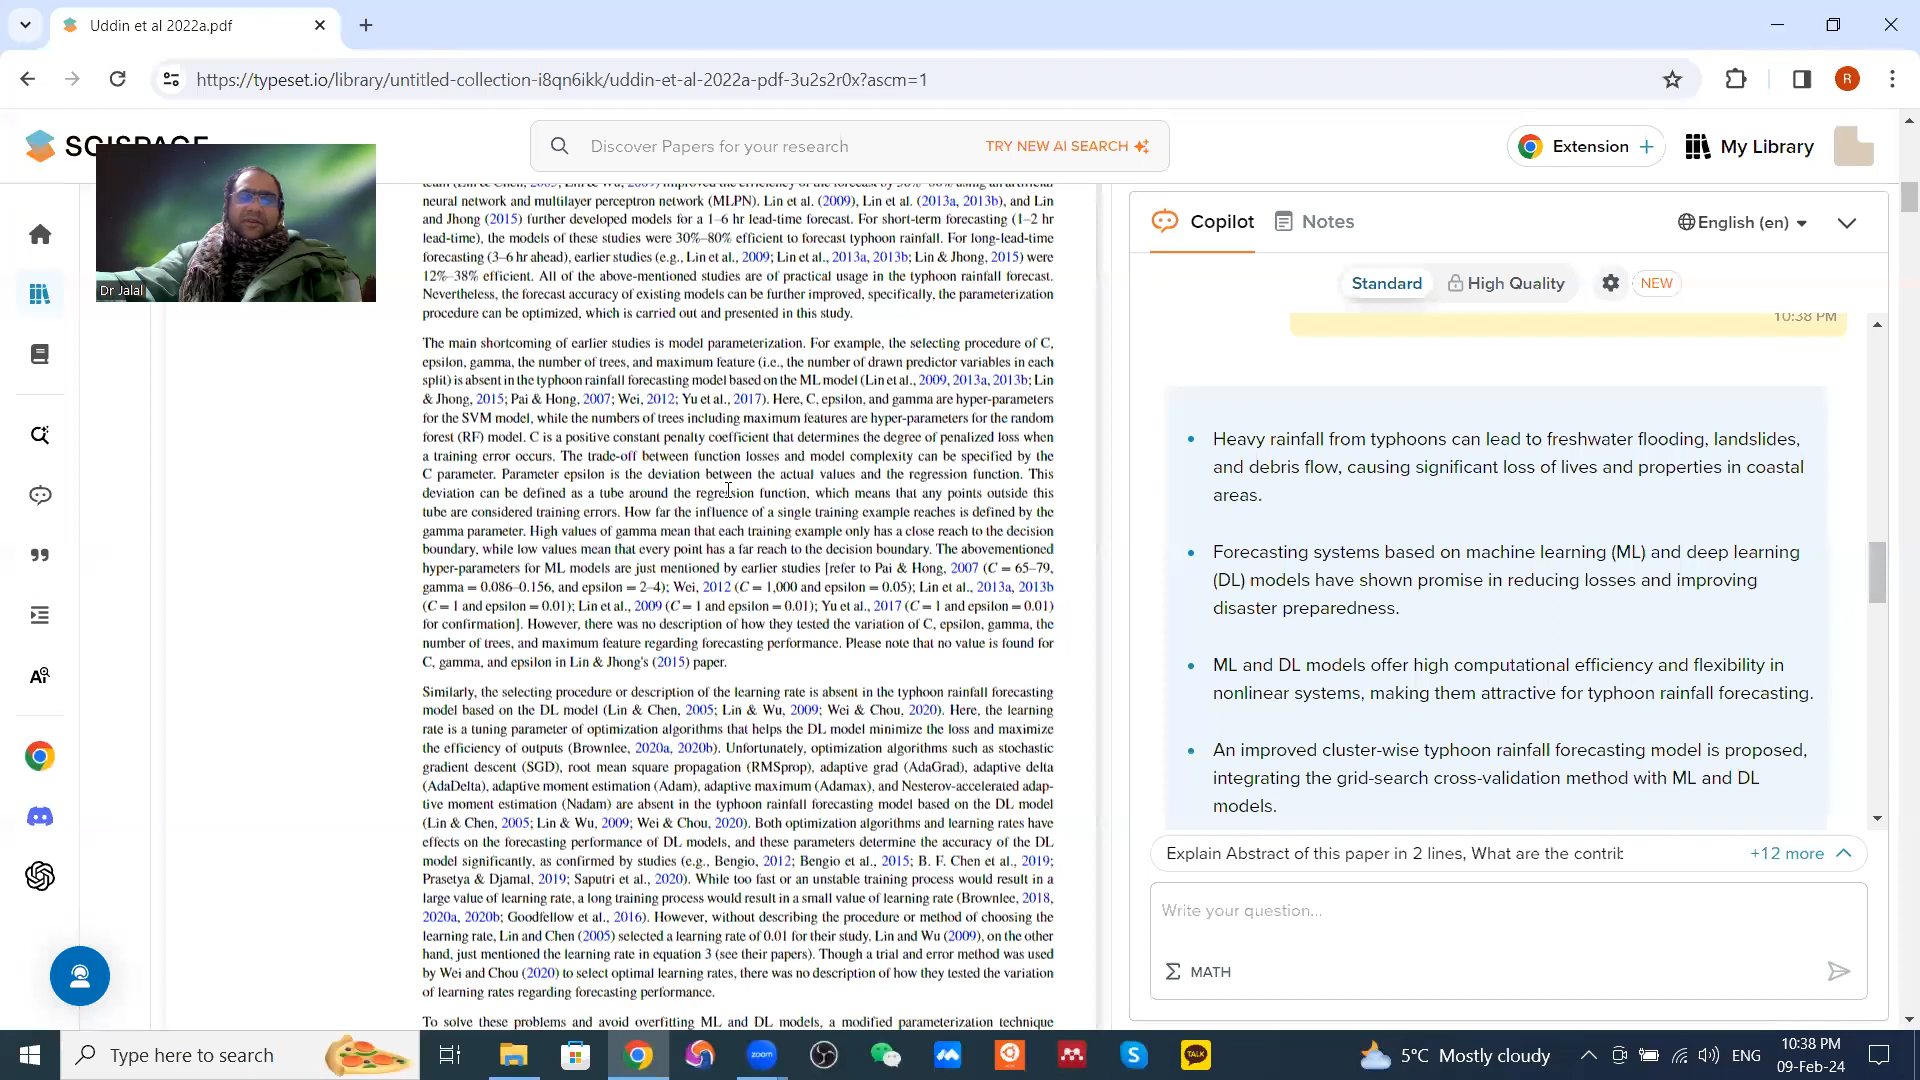 Uddin et al 2022a.pdf
https://typeset.io/library/untitled-collection-i8qn6ikk/uddin-et-al-2022a-pdf-3u2s2r0x?ascm=1
R
SCISPACE
Discover Papers for your research
TRY NEW AI SEARCH
Extension +
My Library
Dr Jalal
neural network and multilayer perceptron network (MLPN). Lin et al. (2009), Lin et al. (2013a, 2013b), and Lin
and Jhong (2015) further developed models for a 1–6 hr lead-time forecast. For short-term forecasting (1–2 hr
lead-time), the models of these studies were 30%–80% efficient to forecast typhoon rainfall. For long-lead-time
forecasting (3–6 hr ahead), earlier studies (e.g., Lin et al., 2009; Lin et al., 2013a, 2013b; Lin & Jhong, 2015) were
12%–38% efficient. All of the above-mentioned studies are of practical usage in the typhoon rainfall forecast.
Nevertheless, the forecast accuracy of existing models can be further improved, specifically, the parameterization
procedure can be optimized, which is carried out and presented in this study.
The main shortcoming of earlier studies is model parameterization. For example, the selecting procedure of C,
epsilon, gamma, the number of trees, and maximum feature (i.e., the number of drawn predictor variables in each
split) is absent in the typhoon rainfall forecasting model based on the ML model (Lin et al., 2009, 2013a, 2013b; Lin
& Jhong, 2015; Pai & Hong, 2007; Wei, 2012; Yu et al., 2017). Here, C, epsilon, and gamma are hyper-parameters
for the SVM model, while the numbers of trees including maximum features are hyper-parameters for the random
forest (RF) model. C is a positive constant penalty coefficient that determines the degree of penalized loss when
a training error occurs. The trade-off between function losses and model complexity can be specified by the
C parameter. Parameter epsilon is the deviation between the actual values and the regression function. This
deviation can be defined as a tube around the regression function, which means that any points outside this
tube are considered training errors. How far the influence of a single training example reaches is defined by the
gamma parameter. High values of gamma mean that each training example only has a close reach to the decision
boundary, while low values mean that every point has a far reach to the decision boundary. The abovementioned
hyper-parameters for ML models are just mentioned by earlier studies [refer to Pai & Hong, 2007 (C = 65–79,
gamma = 0.086–0.156, and epsilon = 2–4); Wei, 2012 (C = 1,000 and epsilon = 0.05); Lin et al., 2013a, 2013b
(C = 1 and epsilon = 0.01); Lin et al., 2009 (C = 1 and epsilon = 0.01); Yu et al., 2017 (C = 1 and epsilon = 0.01)
for confirmation]. However, there was no description of how they tested the variation of C, epsilon, gamma, the
number of trees, and maximum feature regarding forecasting performance. Please note that no value is found for
C, gamma, and epsilon in Lin & Jhong's (2015) paper.
Similarly, the selecting procedure or description of the learning rate is absent in the typhoon rainfall forecasting
model based on the DL model (Lin & Chen, 2005; Lin & Wu, 2009; Wei & Chou, 2020). Here, the learning
rate is a tuning parameter of optimization algorithms that helps the DL model minimize the loss and maximize
the efficiency of outputs (Brownlee, 2020a, 2020b). Unfortunately, optimization algorithms such as stochastic
gradient descent (SGD), root mean square propagation (RMSprop), adaptive grad (AdaGrad), adaptive delta
(AdaDelta), adaptive moment estimation (Adam), adaptive maximum (Adamax), and Nesterov-accelerated adap-
tive moment estimation (Nadam) are absent in the typhoon rainfall forecasting model based on the DL model
(Lin & Chen, 2005; Lin & Wu, 2009; Wei & Chou, 2020). Both optimization algorithms and learning rates have
effects on the forecasting performance of DL models, and these parameters determine the accuracy of the DL
model significantly, as confirmed by studies (e.g., Bengio, 2012; Bengio et al., 2015; B. F. Chen et al., 2019;
Prasetya & Djamal, 2019; Saputri et al., 2020). While too fast or an unstable training process would result in a
large value of learning rate, a long training process would result in a small value of learning rate (Brownlee, 2018,
2020a, 2020b; Goodfellow et al., 2016). However, without describing the procedure or method of choosing the
learning rate, Lin and Chen (2005) selected a learning rate of 0.01 for their study. Lin and Wu (2009), on the other
hand, just mentioned the learning rate in equation 3 (see their papers). Though a trial and error method was used
by Wei and Chou (2020) to select optimal learning rates, there was no description of how they tested the variation
of learning rates regarding forecasting performance.
To solve these problems and avoid overfitting ML and DL models, a modified parameterization technique
Copilot
Notes
English (en)
Standard
High Quality
NEW
10:38 PM
Heavy rainfall from typhoons can lead to freshwater flooding, landslides,
and debris flow, causing significant loss of lives and properties in coastal
areas.
Forecasting systems based on machine learning (ML) and deep learning
(DL) models have shown promise in reducing losses and improving
disaster preparedness.
ML and DL models offer high computational efficiency and flexibility in
nonlinear systems, making them attractive for typhoon rainfall forecasting.
An improved cluster-wise typhoon rainfall forecasting model is proposed,
integrating the grid-search cross-validation method with ML and DL
models.
Explain Abstract of this paper in 2 lines, What are the contrib
+12 more
Write your question...
Σ MATH
Type here to search
zoom
TALK
5°C Mostly cloudy
ENG
10:38 PM
09-Feb-24